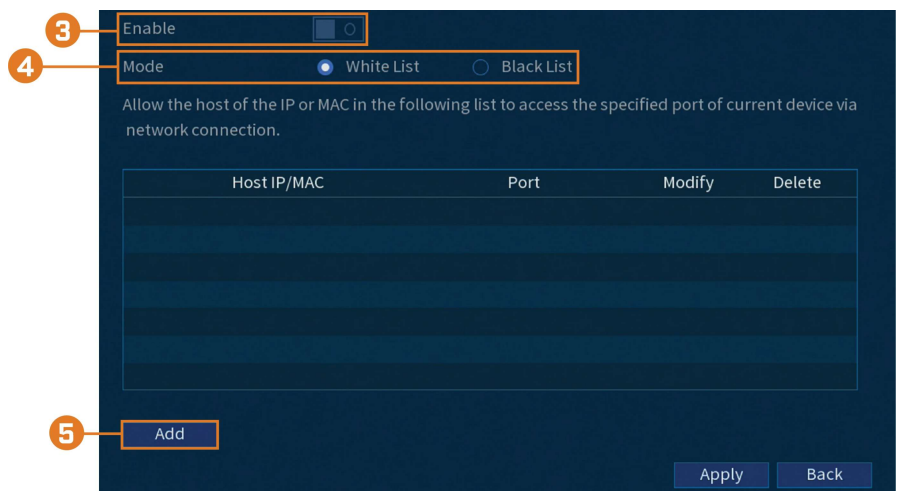 3 Enable
4 Mode White List Black List
Allow the host of the IP or MAC in the following list to access the specified port of current device via
network connection.
Host IP/MAC Port Modify Delete
5 Add
Apply Back